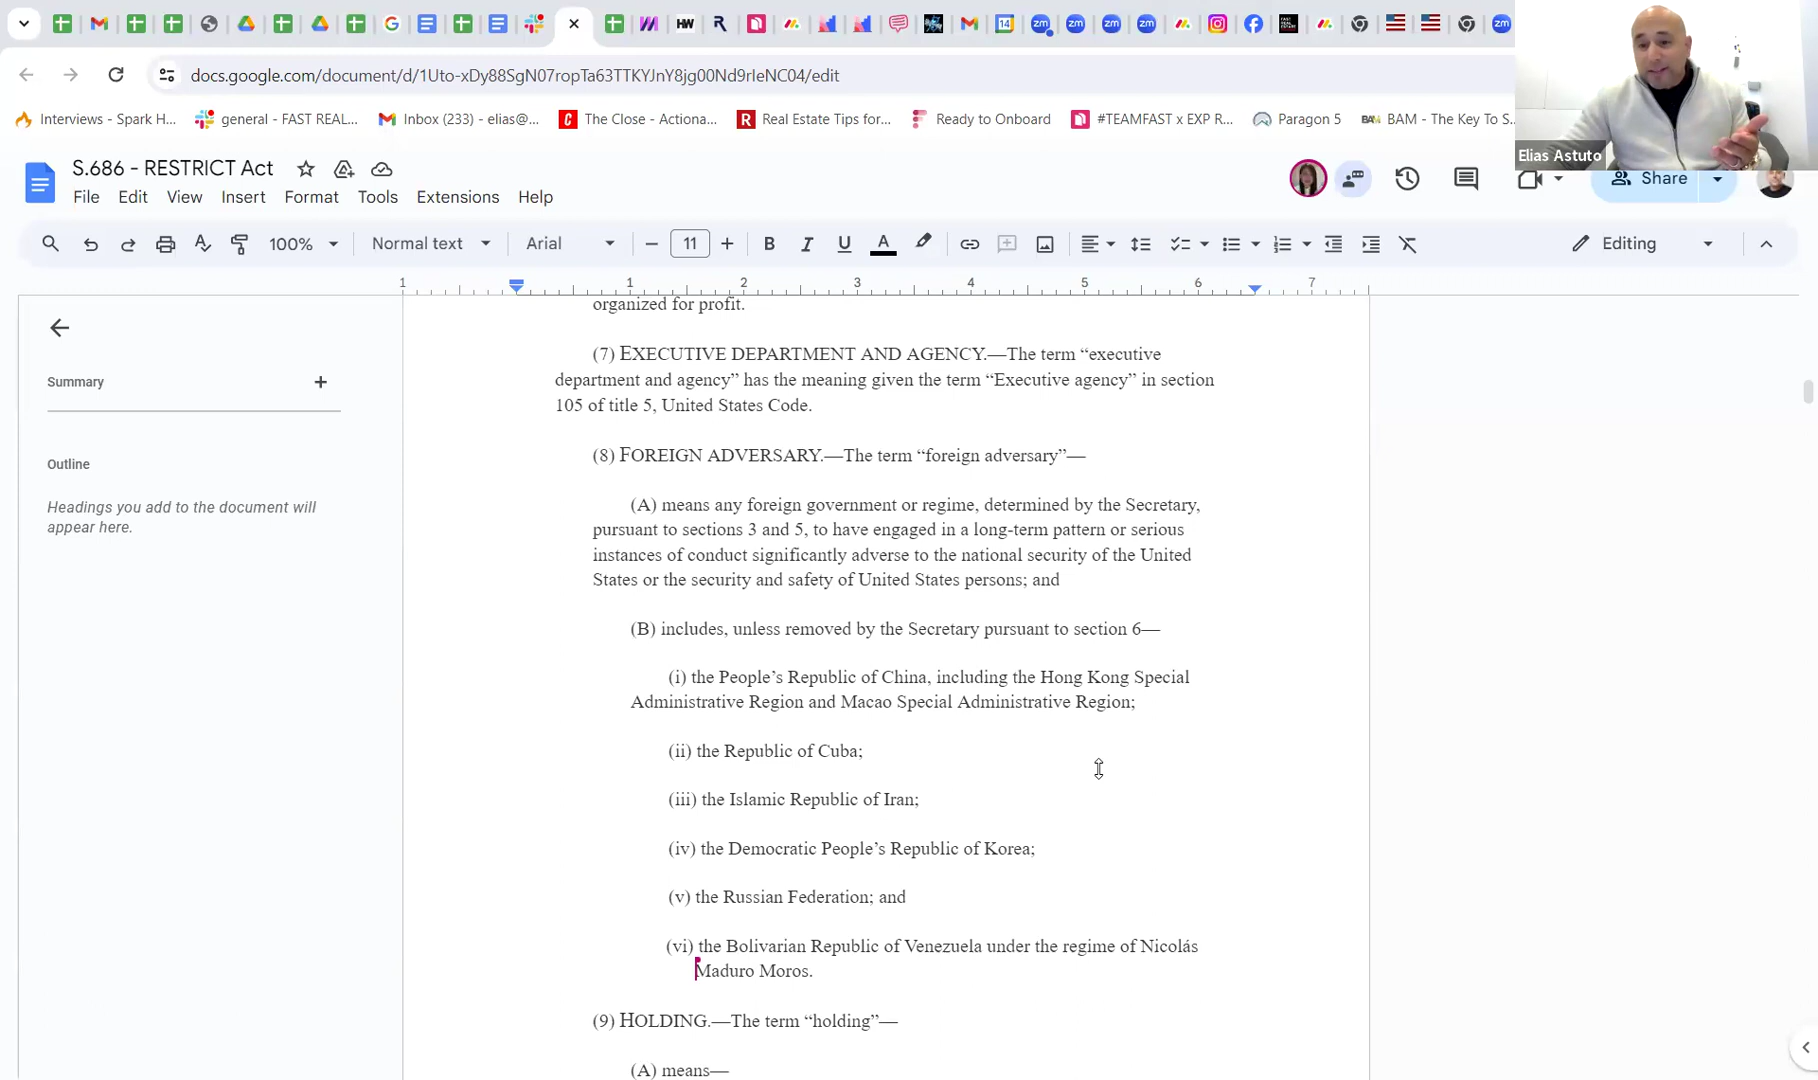 docs.google.com/document/d/1Uto-xDy88SgN07ropTa63TTKYJnY8jg00Nd9rIeNC04/edit
Interviews - Spark H...
general - FAST REAL...
Inbox (233) - elias@...
The Close - Actiona...
Real Estate Tips for...
Ready to Onboard
#TEAMFAST x EXP R...
Paragon 5
BAM - The Key To S...
Elias Astuto
S.686 - RESTRICT Act
File Edit View Insert Format Tools Extensions Help
Share
100% Normal text Arial 11 Editing
1 1 2 3 4 5 6 7
Summary
Outline
Headings you add to the document will
appear here.
organized for profit.
(7) EXECUTIVE DEPARTMENT AND AGENCY.—The term “executive
department and agency” has the meaning given the term “Executive agency” in section
105 of title 5, United States Code.
(8) FOREIGN ADVERSARY.—The term “foreign adversary”—
(A) means any foreign government or regime, determined by the Secretary,
pursuant to sections 3 and 5, to have engaged in a long-term pattern or serious
instances of conduct significantly adverse to the national security of the United
States or the security and safety of United States persons; and
(B) includes, unless removed by the Secretary pursuant to section 6—
(i) the People’s Republic of China, including the Hong Kong Special
Administrative Region and Macao Special Administrative Region;
(ii) the Republic of Cuba;
(iii) the Islamic Republic of Iran;
(iv) the Democratic People’s Republic of Korea;
(v) the Russian Federation; and
(vi) the Bolivarian Republic of Venezuela under the regime of Nicolás
Maduro Moros.
(9) HOLDING.—The term “holding”—
(A) means—